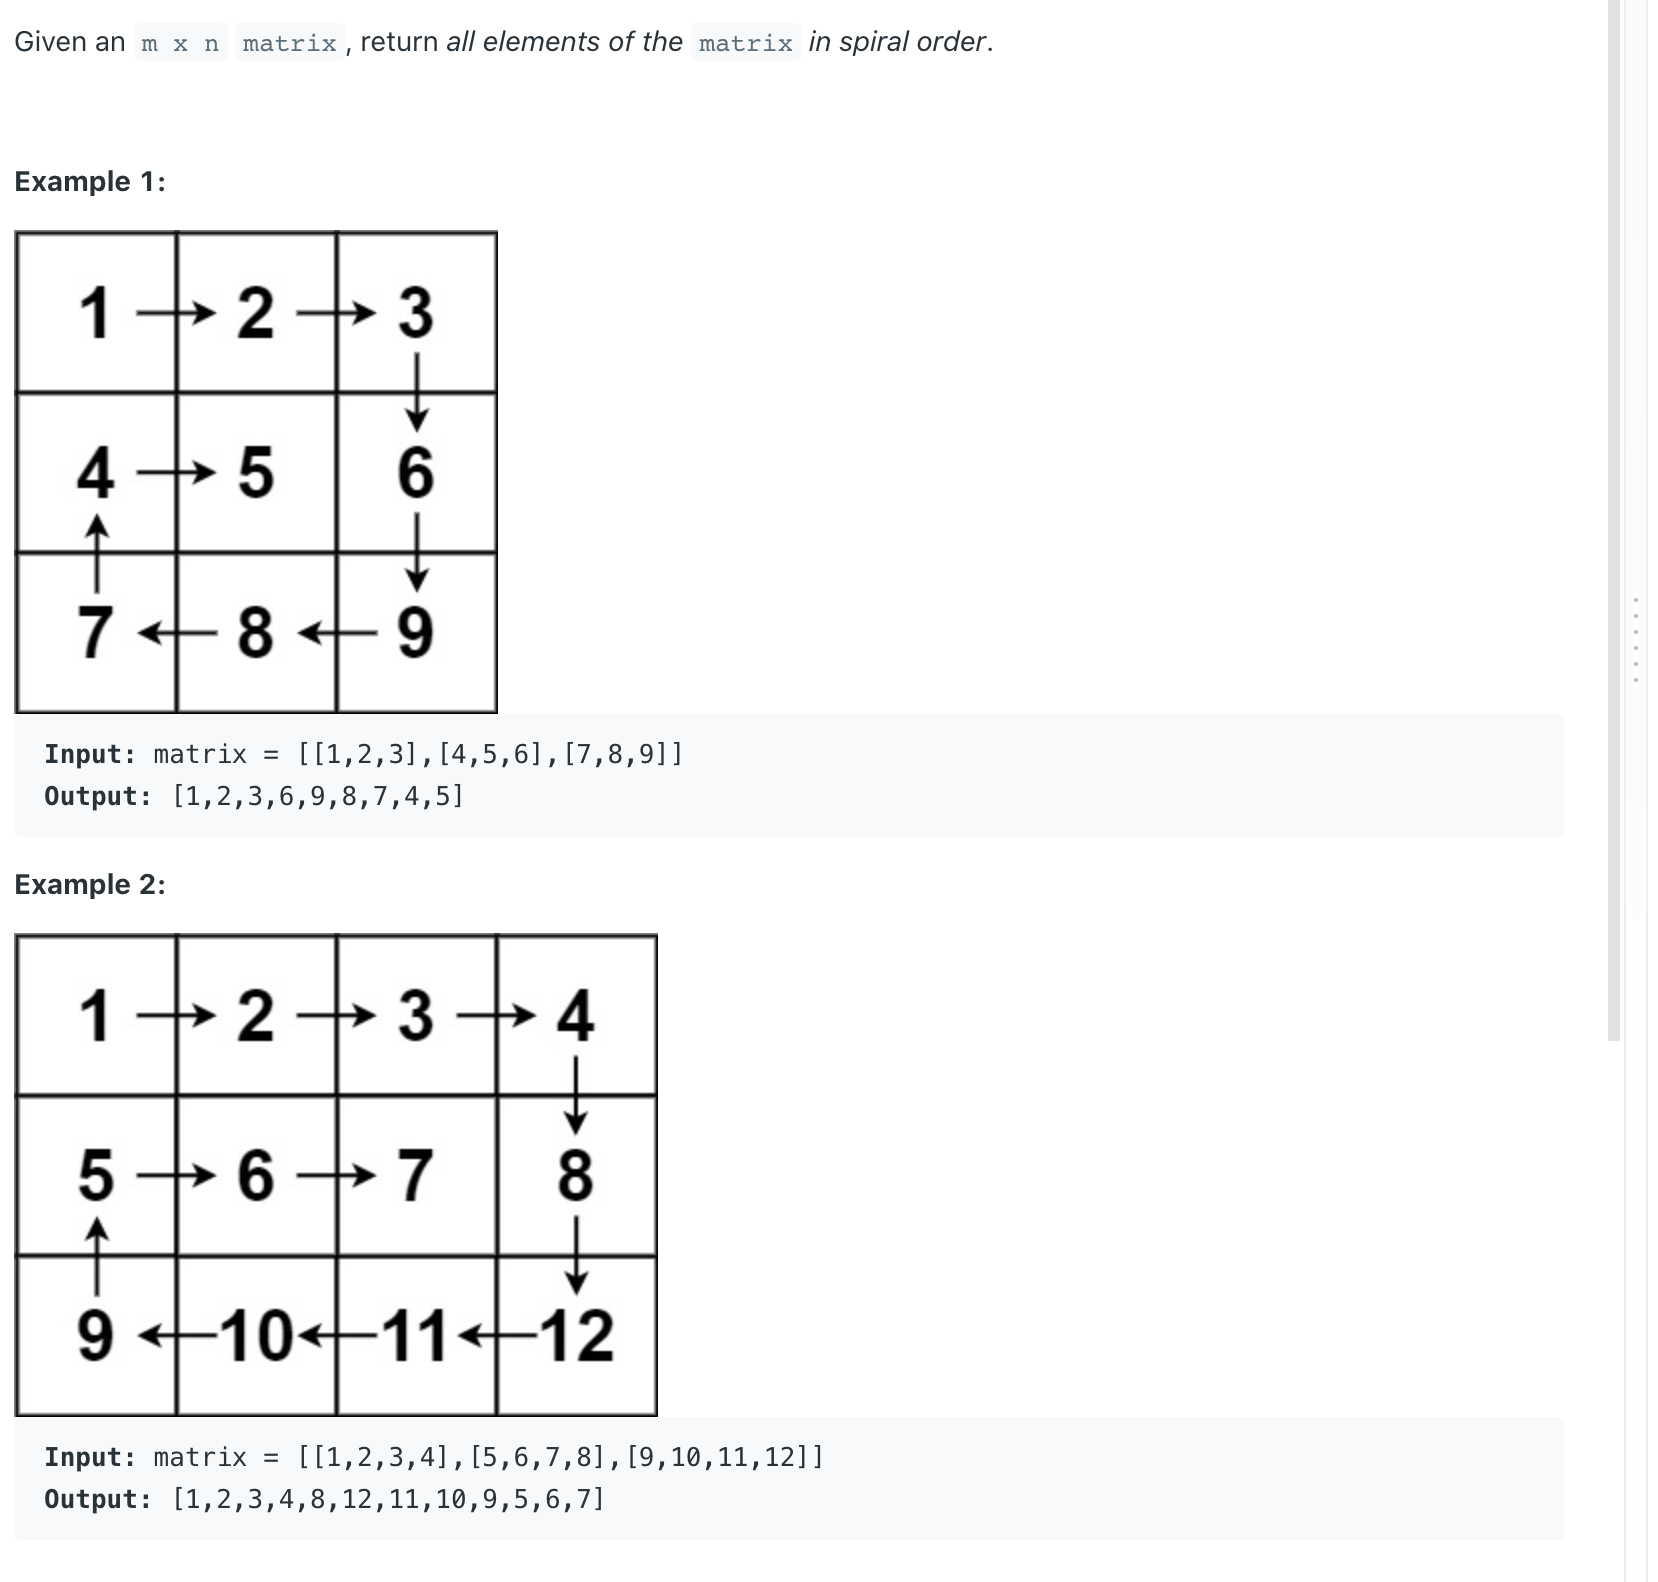 Given an m x n matrix, return all elements of the matrix in spiral order.
Example 1:
1 2 3
4 5 6
7 8 9
Input: matrix = [[1,2,3],[4,5,6],[7,8,9]]
Output: [1,2,3,6,9,8,7,4,5]
Example 2:
1 2 3 4
5 6 7 8
9 10 11 12
Input: matrix = [[1,2,3,4],[5,6,7,8],[9,10,11,12]]
Output: [1,2,3,4,8,12,11,10,9,5,6,7]